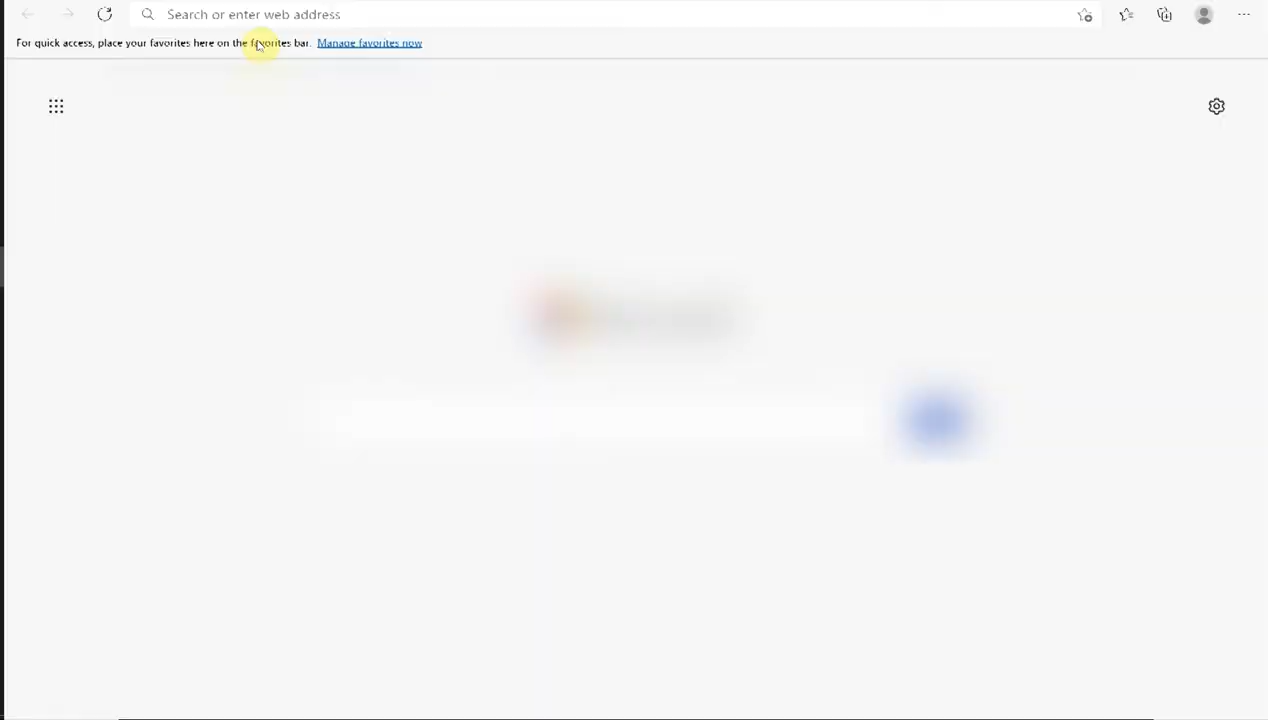 Search or enter web address
For quick access, place your favorites here on the favorites bar. Manage favorites now